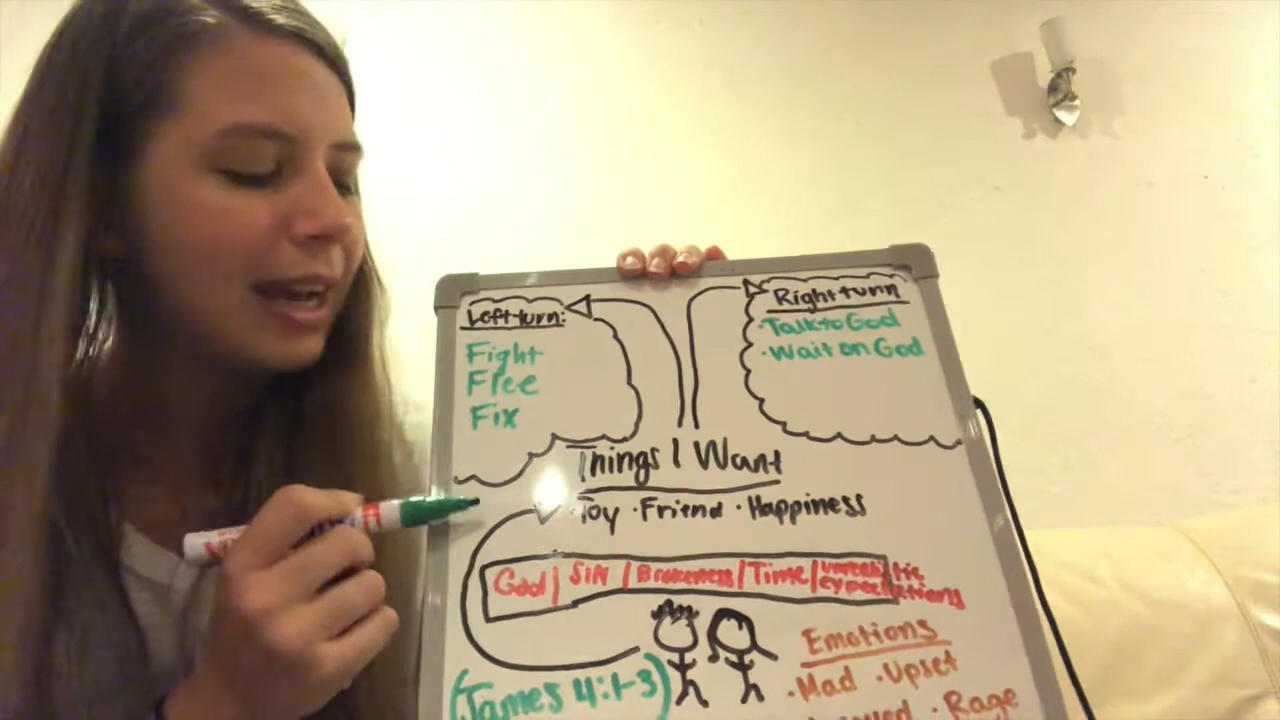 Left turn:
Fight
Flee
Fix
Right turn
·Talk to God
·Wait on God
Things I Want
·Toy ·Friend ·Happiness
God | SIN | Brokeness | Time |
expectations
Emotions
·Mad ·Upset
· Rage
(James 4:1-3)